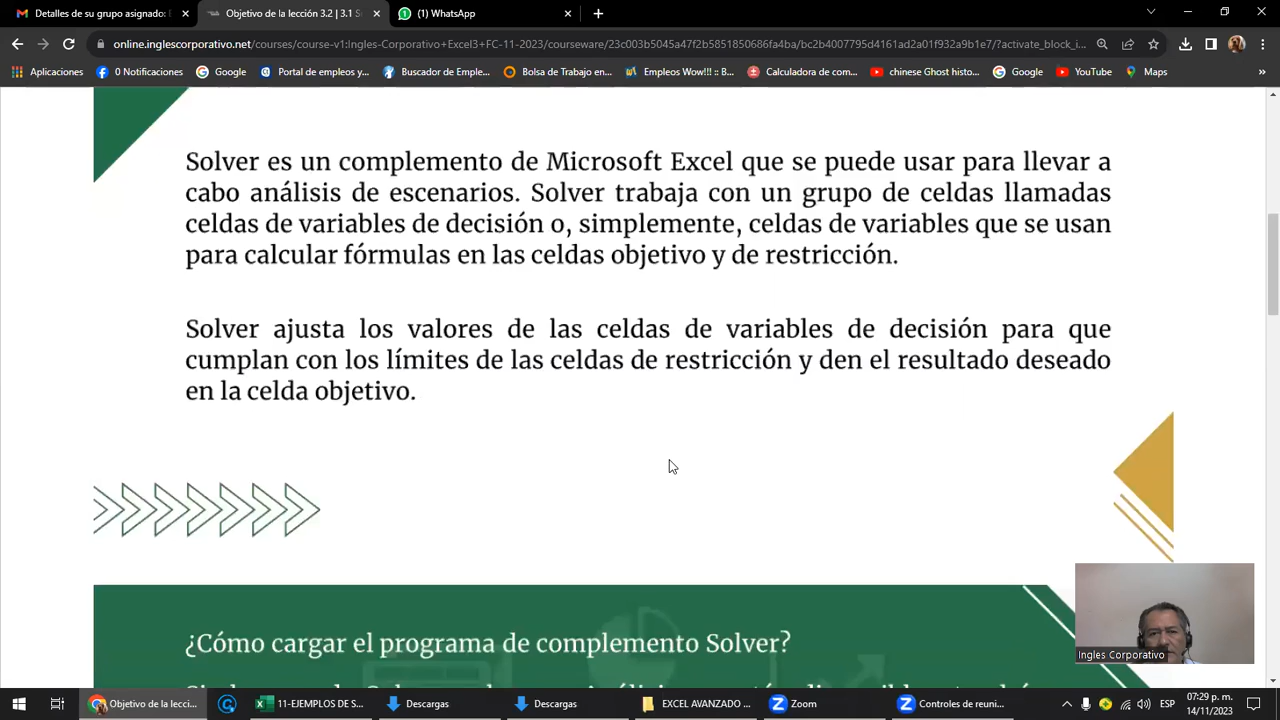 Detalles de su grupo asignado: I
Objetivo de la lección 3.2 | 3.1 S
(1) WhatsApp
online.inglescorporativo.net/courses/course-v1:Ingles-Corporativo+Excel3+FC-11-2023/courseware/23c003b5045a47f2b5851850686fa4ba/bc2b4007795d4161ad2a01f932a9b1e7/?activate_block_i...
Aplicaciones
0 Notificaciones
Google
Portal de empleos y...
Buscador de Emple...
Bolsa de Trabajo en...
Empleos Wow!!! :: B...
Calculadora de com...
chinese Ghost histo...
Google
YouTube
Maps
»
Solver es un complemento de Microsoft Excel que se puede usar para llevar a
cabo análisis de escenarios. Solver trabaja con un grupo de celdas llamadas
celdas de variables de decisión o, simplemente, celdas de variables que se usan
para calcular fórmulas en las celdas objetivo y de restricción.
Solver ajusta los valores de las celdas de variables de decisión para que
cumplan con los límites de las celdas de restricción y den el resultado deseado
en la celda objetivo.
¿Cómo cargar el programa de complemento Solver?
Ingles Corporativo
Objetivo de la lecci...
11-EJEMPLOS DE S...
Descargas
Descargas
EXCEL AVANZADO ...
Zoom
Controles de reuni...
ESP
07:29 p. m.
14/11/2023